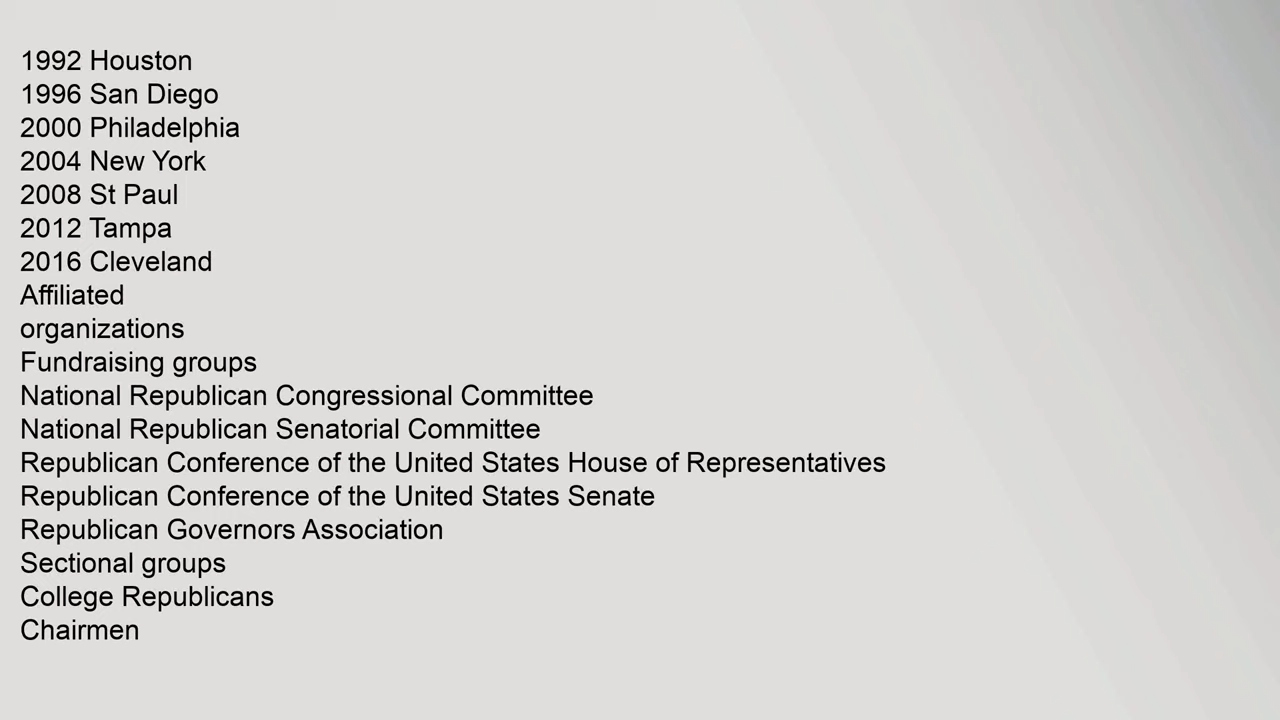 1992 Houston
1996 San Diego
2000 Philadelphia
2004 New York
2008 St Paul
2012 Tampa
2016 Cleveland
Affiliated
organizations
Fundraising groups
National Republican Congressional Committee
National Republican Senatorial Committee
Republican Conference of the United States House of Representatives
Republican Conference of the United States Senate
Republican Governors Association
Sectional groups
College Republicans
Chairmen